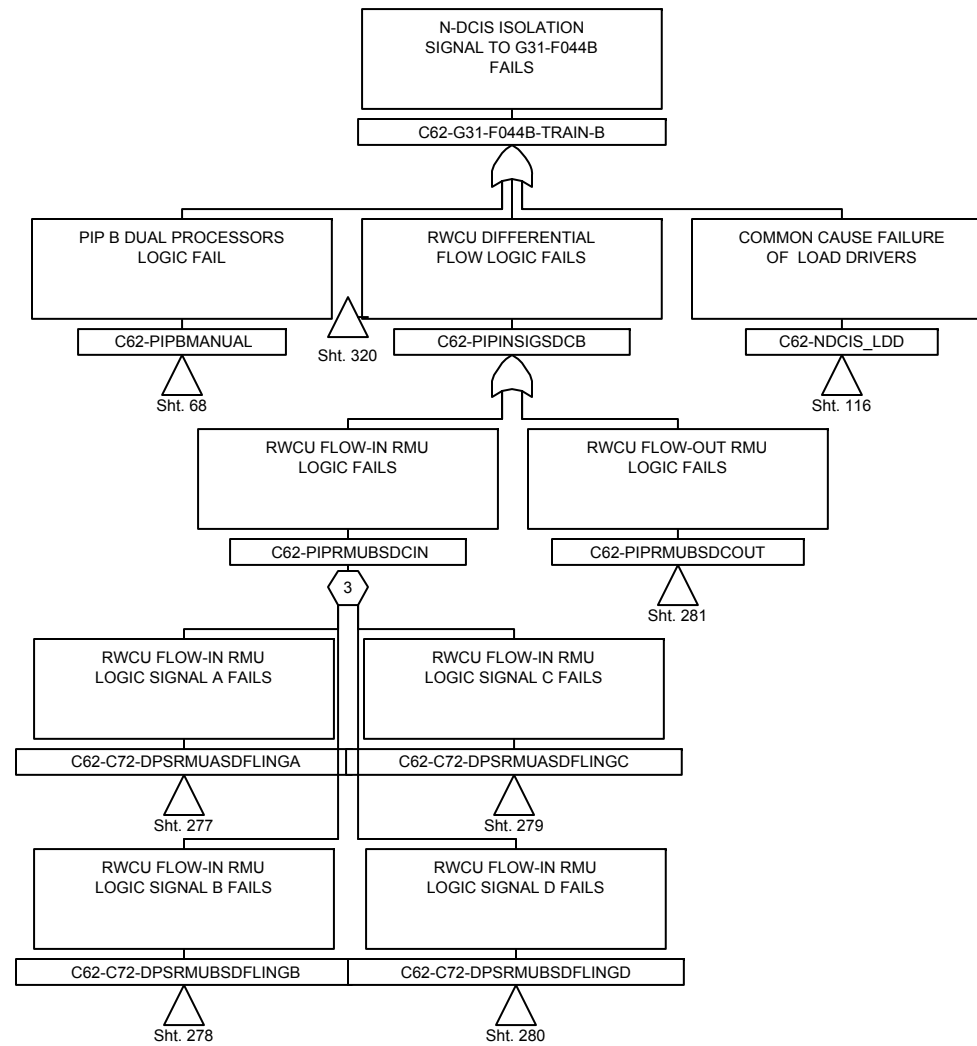 N-DCIS ISOLATION
SIGNAL TO G31-F044B
FAILS
C62-G31-F044B-TRAIN-B
PIP B DUAL PROCESSORS
LOGIC FAIL
C62-PIPBMANUAL
Sht. 68
Sht. 320
RWCU DIFFERENTIAL
FLOW LOGIC FAILS
C62-PIPINSIGSDCB
COMMON CAUSE FAILURE
OF LOAD DRIVERS
C62-NDCIS_LDD
Sht. 116
RWCU FLOW-IN RMU
LOGIC FAILS
C62-PIPRMUBSDCIN
3
RWCU FLOW-OUT RMU
LOGIC FAILS
C62-PIPRMUBSDCOUT
Sht. 281
RWCU FLOW-IN RMU
LOGIC SIGNAL A FAILS
C62-C72-DPSRMUASDFLINGA
Sht. 277
RWCU FLOW-IN RMU
LOGIC SIGNAL C FAILS
C62-C72-DPSRMUASDFLINGC
Sht. 279
RWCU FLOW-IN RMU
LOGIC SIGNAL B FAILS
C62-C72-DPSRMUBSDFLINGB
Sht. 278
RWCU FLOW-IN RMU
LOGIC SIGNAL D FAILS
C62-C72-DPSRMUBSDFLINGD
Sht. 280